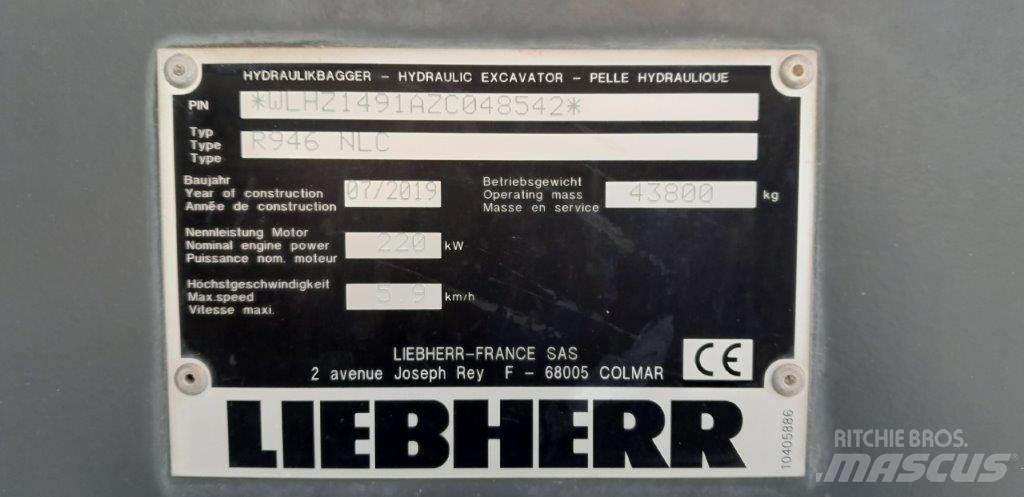 HYDRAULIKBAGGER - HYDRAULIC EXCAVATOR - PELLE HYDRAULIQUE
PIN *WLHZ1491AZC048542*
Typ
Type R946 NLC
Type
Baujahr
Year of construction 07/2019
Année de construction
Betriebsgewicht
Operating mass 43800 kg
Masse en service
Nennleistung Motor
Nominal engine power 220 kW
Puissance nom. moteur
Höchstgeschwindigkeit
Max.speed 5.9 km/h
Vitesse maxi.
LIEBHERR-FRANCE SAS
2 avenue Joseph Rey F - 68005 COLMAR
CE
LIEBHERR
10405886
RITCHIE BROS.
MASCUS